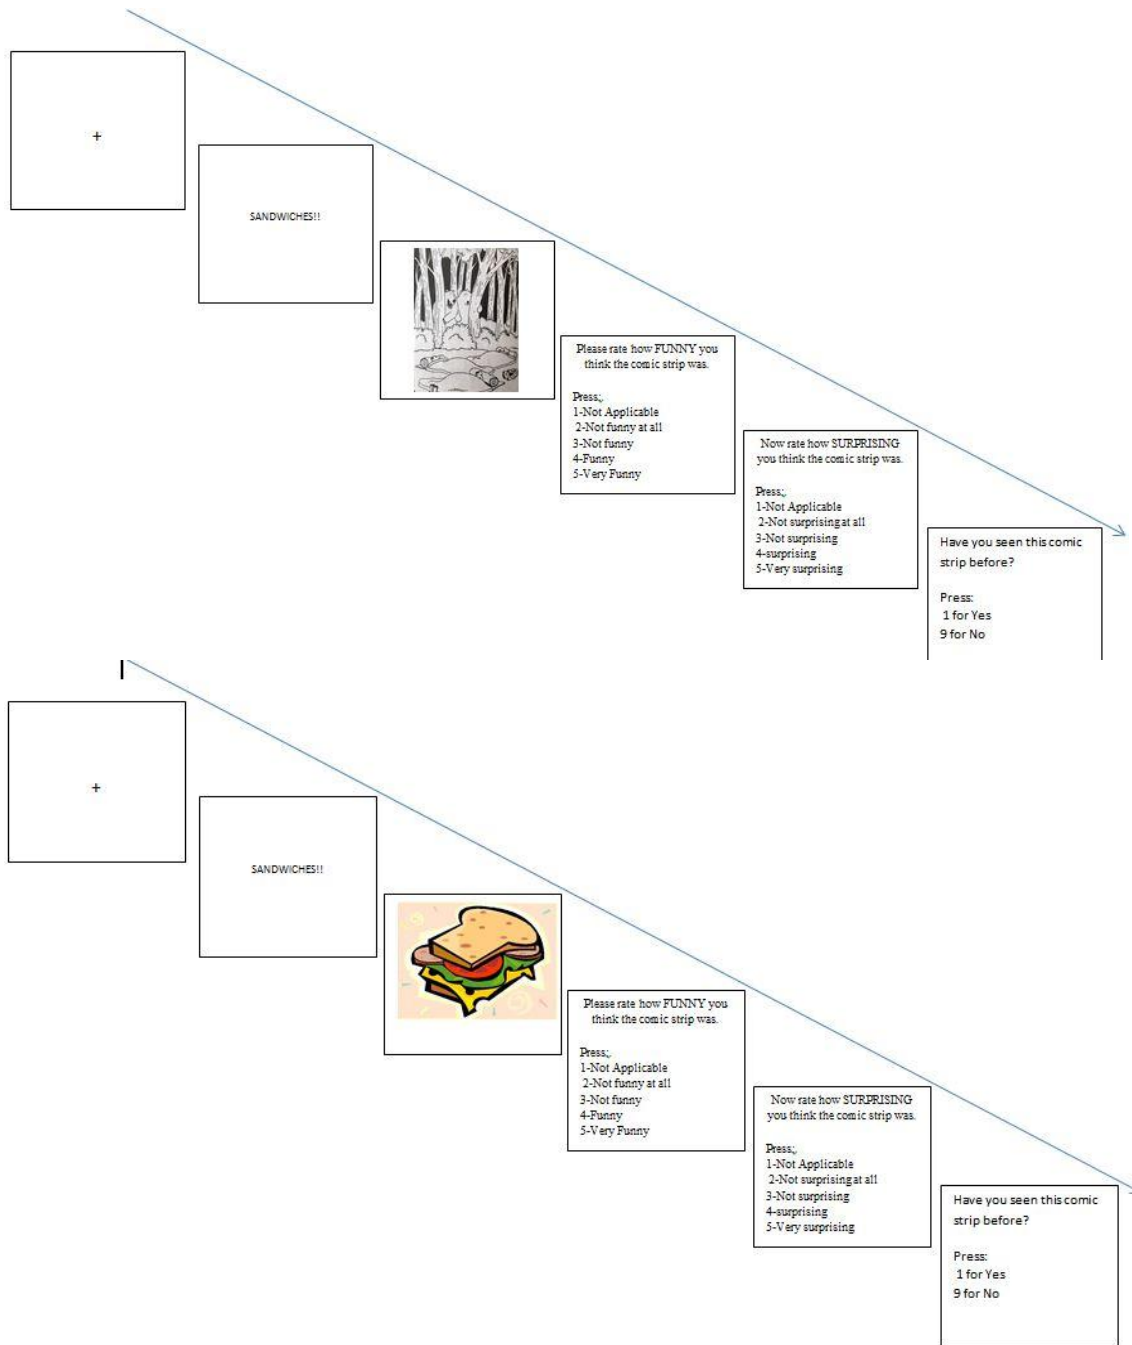 +
SANDWICHES!!
Please rate how FUNNY you
think the comic strip was.
Press;,
1-Not Applicable
2-Not funny at all
3-Not funny
4-Funny
5-Very Funny
Now rate how SURPRISING
you think the comic strip was.
Press;,
1-Not Applicable
2-Not surprising at all
3-Not surprising
4-surprising
5-Very surprising
Have you seen this comic
strip before?
Press:
1 for Yes
9 for No
+
SANDWICHES!!
Please rate how FUNNY you
think the comic strip was.
Press;,
1-Not Applicable
2-Not funny at all
3-Not funny
4-Funny
5-Very Funny
Now rate how SURPRISING
you think the comic strip was.
Press;,
1-Not Applicable
2-Not surprising at all
3-Not surprising
4-surprising
5-Very surprising
Have you seen this comic
strip before?
Press:
1 for Yes
9 for No